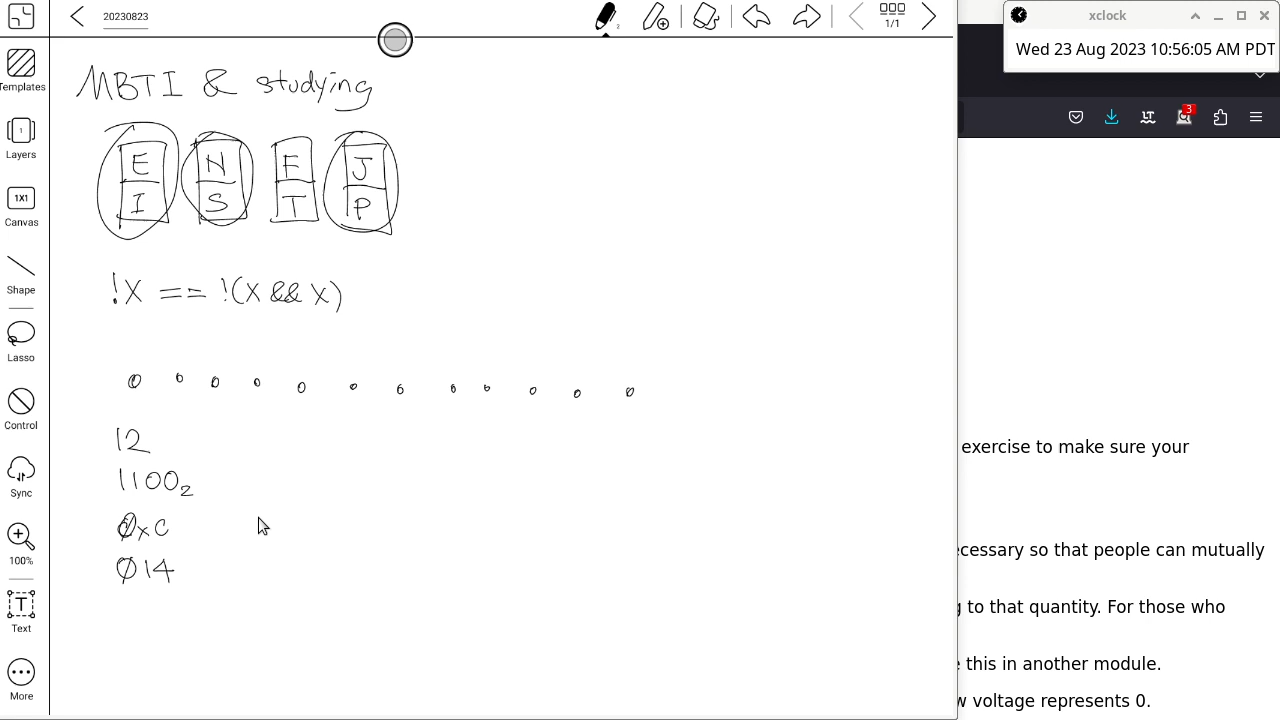 20230823
2
1/1
xclock
Wed 23 Aug 2023 10:56:05 AM PDT
3
Templates
1
Layers
1X1
Canvas
Shape
Lasso
Control
Sync
100%
T
Text
More
MBTI & studying
E N F J
I S T P
!X == !(X && X)
0 0 0 0 0 0 0 0 0 0 0 0
12
1100₂
0xC
014
exercise to make sure your
so that people can mutually
to that quantity. For those who
this in another module.
voltage represents 0.